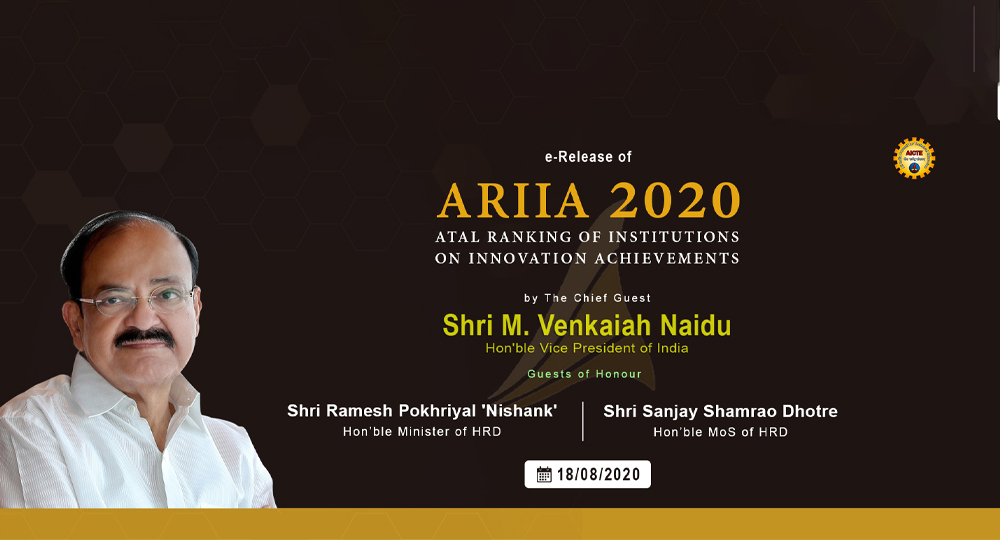 e-Release of
AICTE
ARIIA 2020
ATAL RANKING OF INSTITUTIONS
ON INNOVATION ACHIEVEMENTS
by The Chief Guest
Shri M. Venkaiah Naidu
Hon'ble Vice President of India
Guests of Honour
Shri Ramesh Pokhriyal 'Nishank'
Hon'ble Minister of HRD
Shri Sanjay Shamrao Dhotre
Hon'ble MoS of HRD
18/08/2020